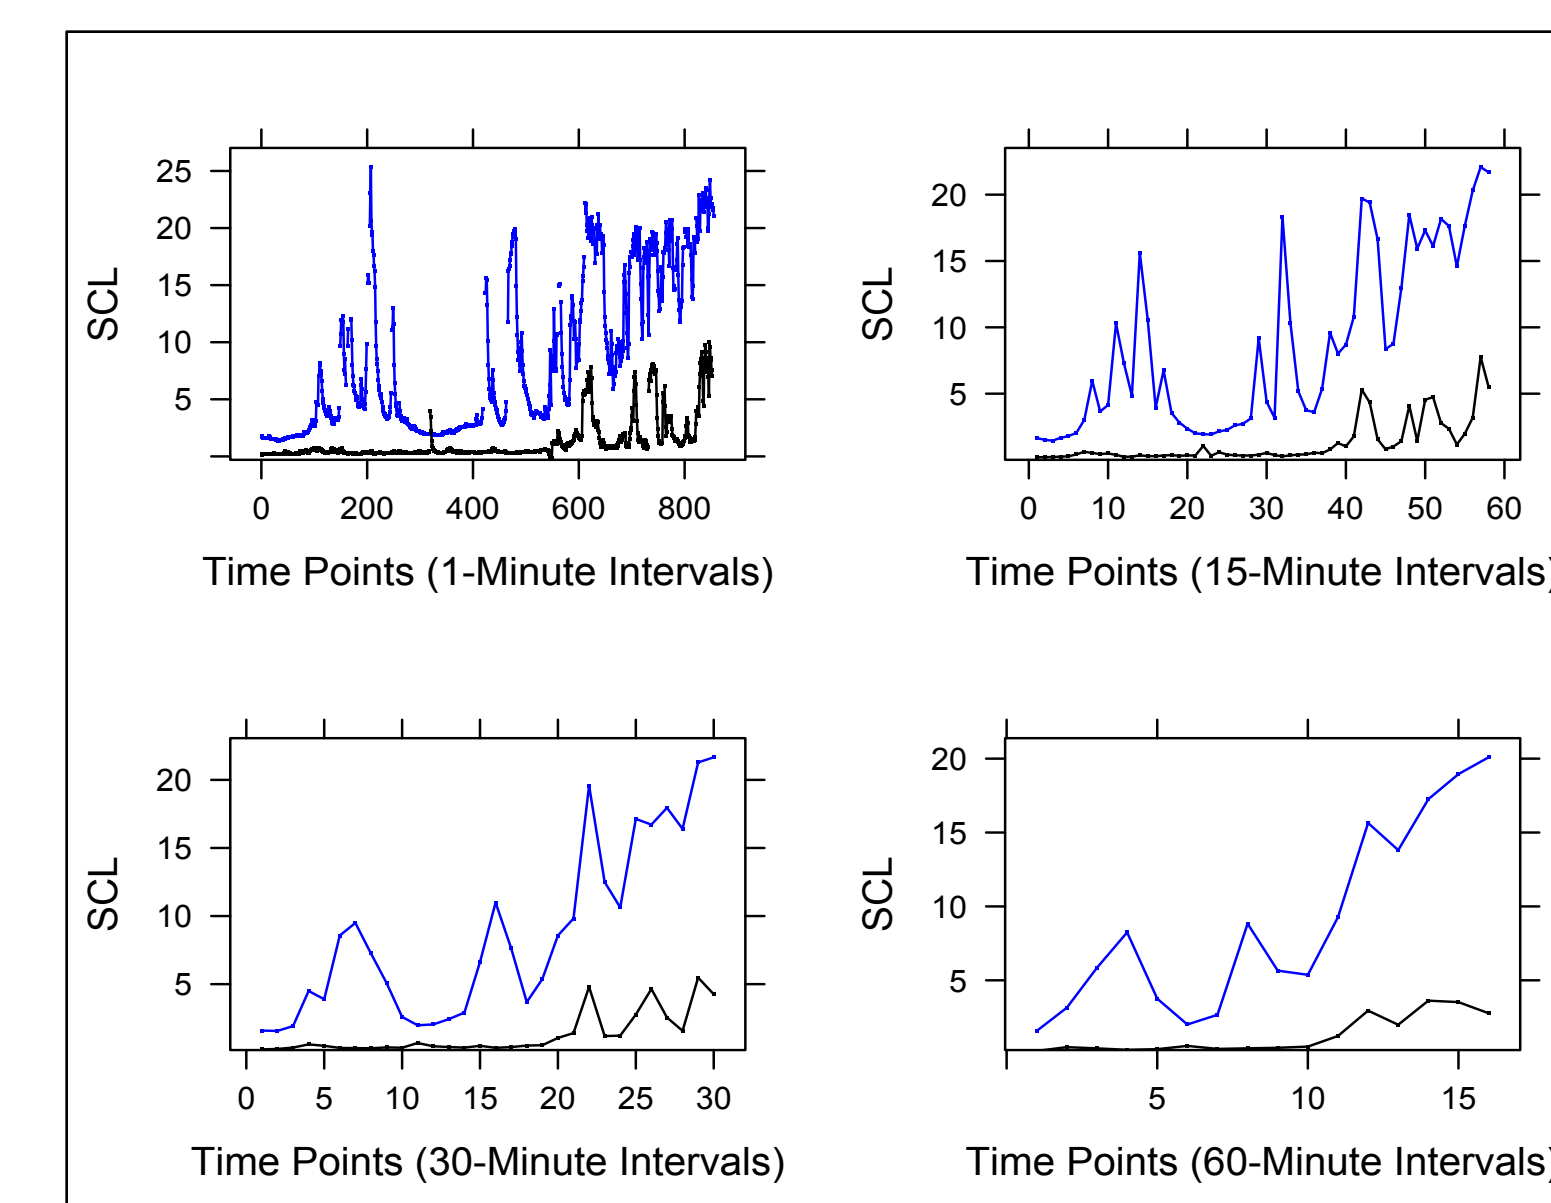 25
20
15
10
5
SCL
0 200 400 600 800
Time Points (1-Minute Intervals)
20
15
10
5
SCL
0 10 20 30 40 50 60
Time Points (15-Minute Intervals)
20
15
10
5
SCL
0 5 10 15 20 25 30
Time Points (30-Minute Intervals)
20
15
10
5
SCL
5 10 15
Time Points (60-Minute Intervals)